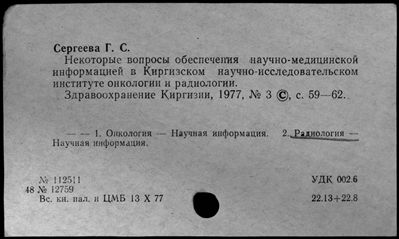 Сергеева Г. С.
Некоторые вопросы обеспечения научно-медицинской
информацией в Киргизском научно-исследовательском
институте онкологии и радиологии.
Здравоохранение Киргизии, 1977, № 3 ©, с. 59—62.
— — 1. Онкология — Научная информация. 2. Радиология —
Научная информация.
№ 112511 УДК 002.6
48 № 12759
Вс. кн. пал. и ЦМБ 13 X 77 22.13+22.8